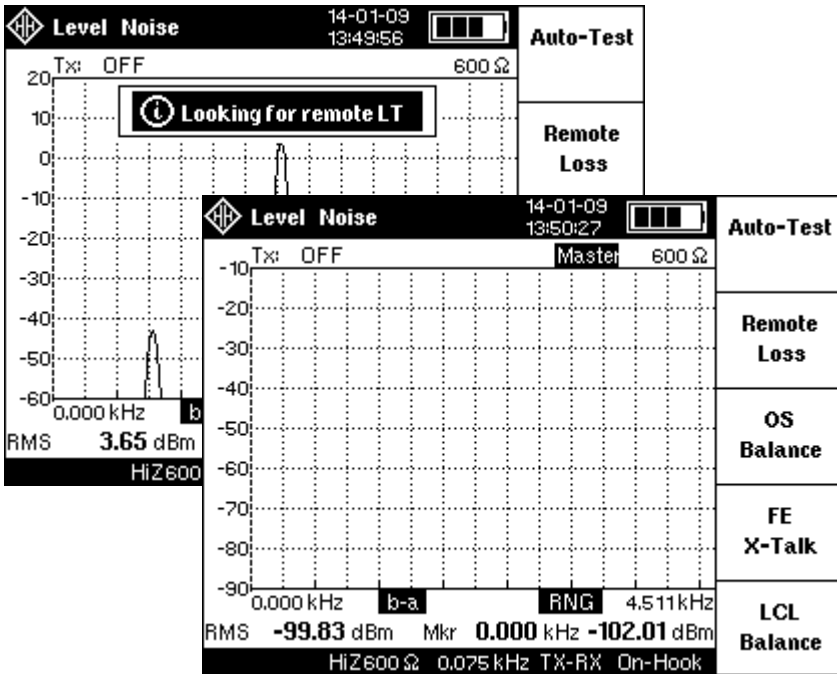 Level Noise
14-01-09
13:49:56
Auto-Test
Tx: OFF
600 Ω
20
Looking for remote LT
10
Remote
Loss
0
-10
-20
-30
-40
-50
-60
0.000 kHz
b
RMS 3.65 dBm
HiZ600
Level Noise
14-01-09
13:50:27
Auto-Test
Tx: OFF
Master
600 Ω
-10
-20
Remote
Loss
-30
-40
OS
Balance
-50
-60
FE
X-Talk
-70
-80
-90
0.000 kHz
b-a
RNG
4.511kHz
LCL
Balance
RMS -99.83 dBm Mkr 0.000 kHz -102.01 dBm
HiZ600 Ω 0.075 kHz TX-RX On-Hook